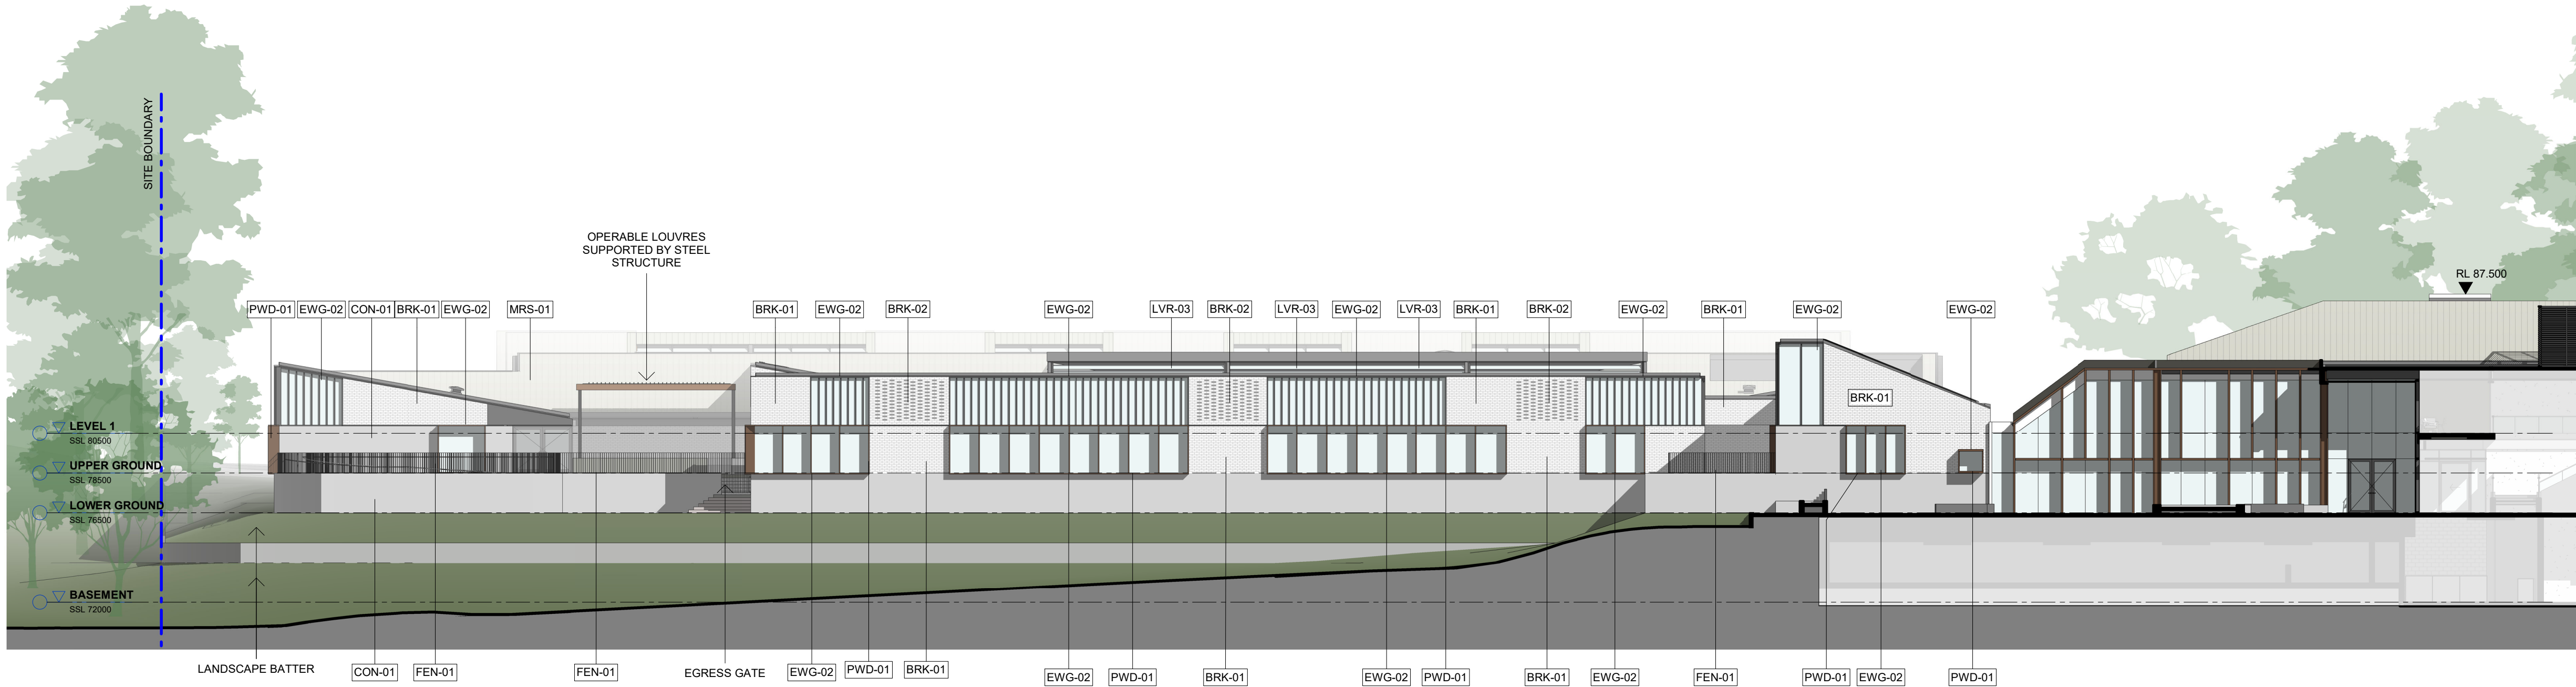 SITE BOUNDARY
OPERABLE LOUVRES
SUPPORTED BY STEEL
STRUCTURE
RL 87.500
PWD-01
EWG-02
CON-01
BRK-01
EWG-02
MRS-01
BRK-01
EWG-02
BRK-02
EWG-02
LVR-03
BRK-02
LVR-03
EWG-02
LVR-03
BRK-01
BRK-02
EWG-02
BRK-01
EWG-02
EWG-02
BRK-01
LEVEL 1
SSL 80500
UPPER GROUND
SSL 78500
LOWER GROUND
SSL 76500
BASEMENT
SSL 72000
LANDSCAPE BATTER
CON-01
FEN-01
FEN-01
EGRESS GATE
EWG-02
PWD-01
BRK-01
EWG-02
PWD-01
BRK-01
EWG-02
PWD-01
BRK-01
EWG-02
FEN-01
PWD-01
EWG-02
PWD-01